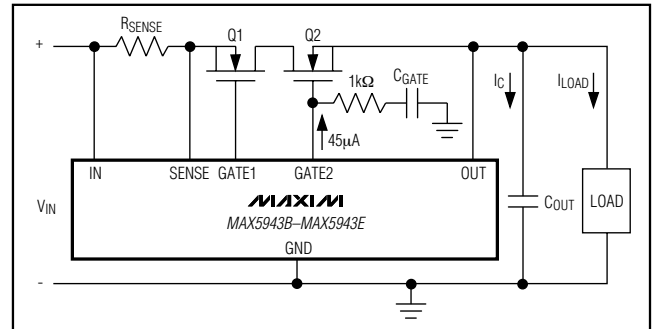 RSENSE Q1 Q2
+
1kΩ CGATE IC ILOAD
45µA
IN SENSE GATE1 GATE2 OUT
VIN MAXIM COUT LOAD
MAX5943B–MAX5943E
GND
-